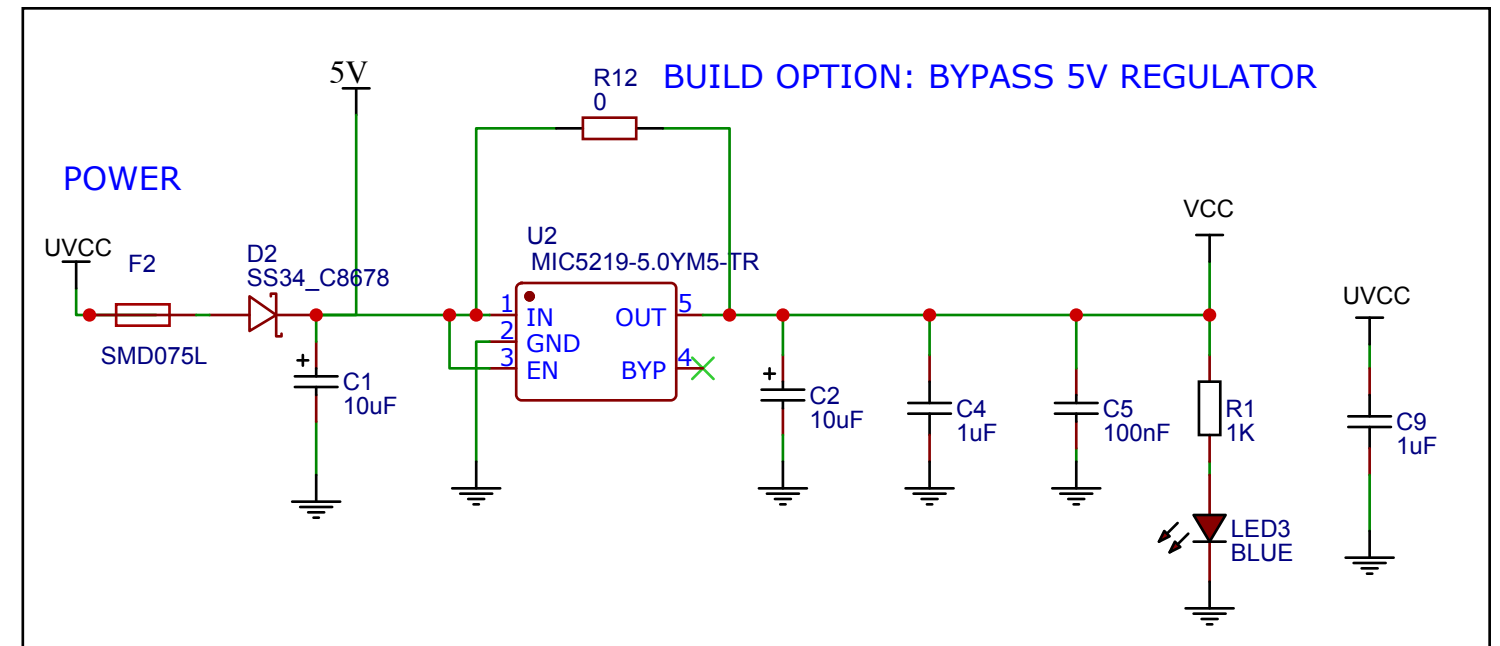 BUILD OPTION: BYPASS 5V REGULATOR
5V
R12
0
POWER
UVCC
F2
SMD075L
D2
SS34_C8678
+
C1
10uF
U2
MIC5219-5.0YM5-TR
1
IN
2
GND
3
EN
OUT
5
BYP
4
+
C2
10uF
C4
1uF
C5
100nF
VCC
R1
1K
LED3
BLUE
UVCC
C9
1uF